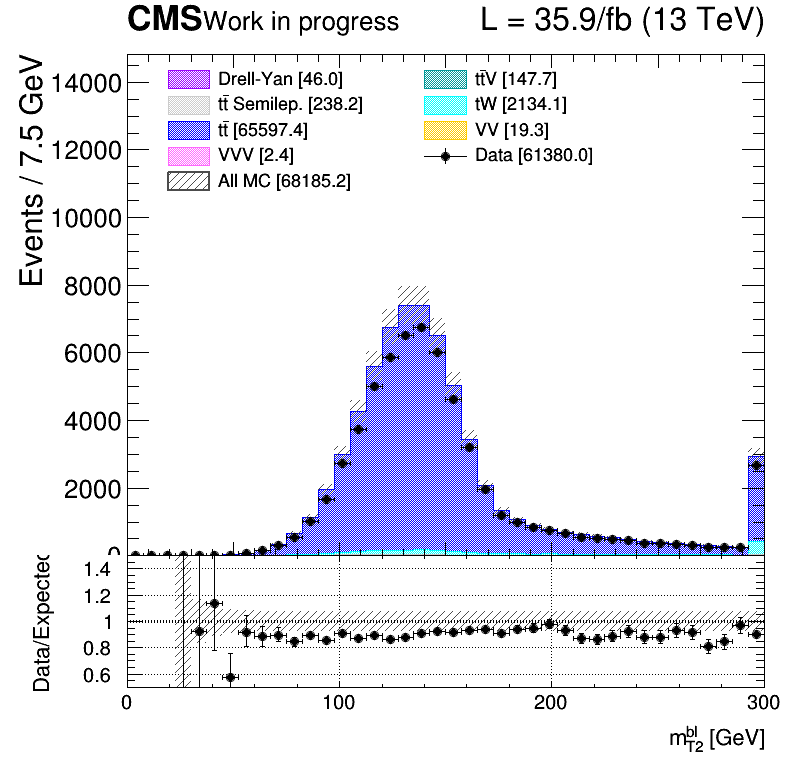 CMS Work in progress L = 35.9/fb (13 TeV)
Events / 7.5 GeV
14000
12000
10000
8000
6000
4000
2000
0
Drell-Yan [46.0]
tt̄ Semilep. [238.2]
tt̄ [65597.4]
VVV [2.4]
All MC [68185.2]
tt̄V [147.7]
tW [2134.1]
VV [19.3]
Data [61380.0]
Data/Expected
1.4
1.2
1
0.8
0.6
0 100 200 300
m^bl_T2 [GeV]